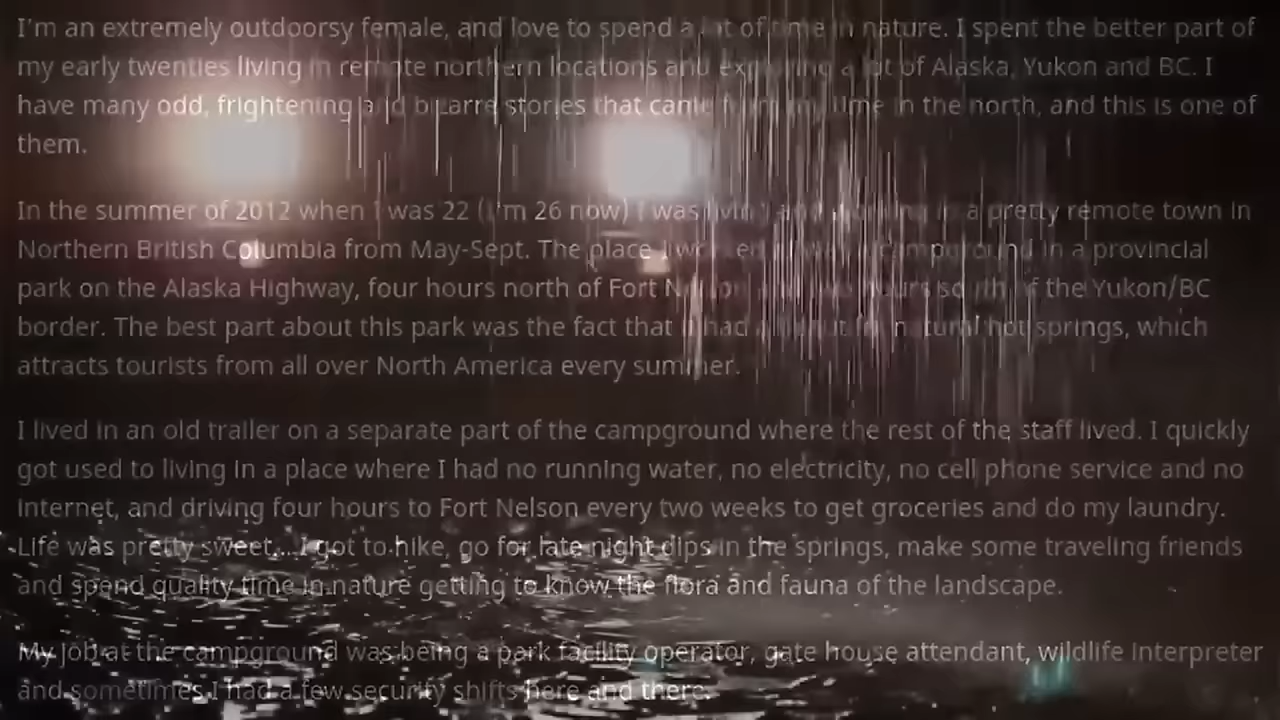 I'm an extremely outdoorsy female, and love to spend a lot of time in nature. I spent the better part of
my early twenties living in remote northern locations and exploring a lot of Alaska, Yukon and BC. I
have many odd, frightening and bizarre stories that came from my time in the north, and this is one of
them.
In the summer of 2012 when I was 22 (I'm 26 now) I was living and working in a pretty remote town in
Northern British Columbia from May-Sept. The place I worked was a campground in a provincial
park on the Alaska Highway, four hours north of Fort Nelson and two hours south of the Yukon/BC
border. The best part about this park was the fact that it had natural hot springs, which
attracts tourists from all over North America every summer.
I lived in an old trailer on a separate part of the campground where the rest of the staff lived. I quickly
got used to living in a place where I had no running water, no electricity, no cell phone service and no
internet, and driving four hours to Fort Nelson every two weeks to get groceries and do my laundry.
Life was pretty sweet,...I got to hike, go for late night dips in the springs, make some traveling friends
and spend quality time in nature getting to know the flora and fauna of the landscape.
My job at the campground was being a park facility operator, gate house attendant, wildlife interpreter
and sometimes I had a few security shifts here and there.